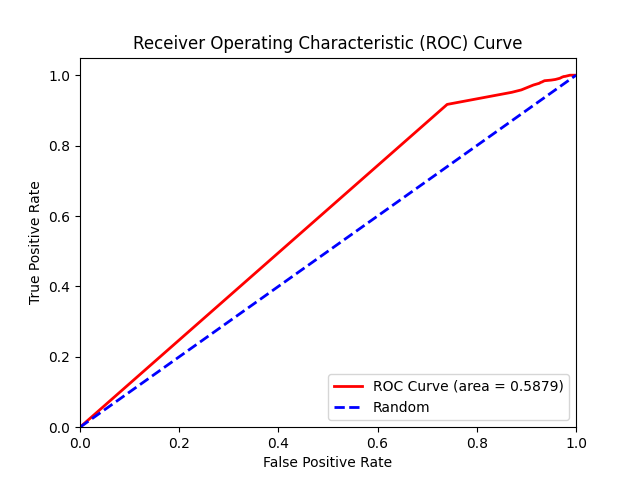 Receiver Operating Characteristic (ROC) Curve
True Positive Rate
1.0
0.8
0.6
0.4
0.2
0.0
ROC Curve (area = 0.5879)
Random
0.0 0.2 0.4 0.6 0.8 1.0
False Positive Rate